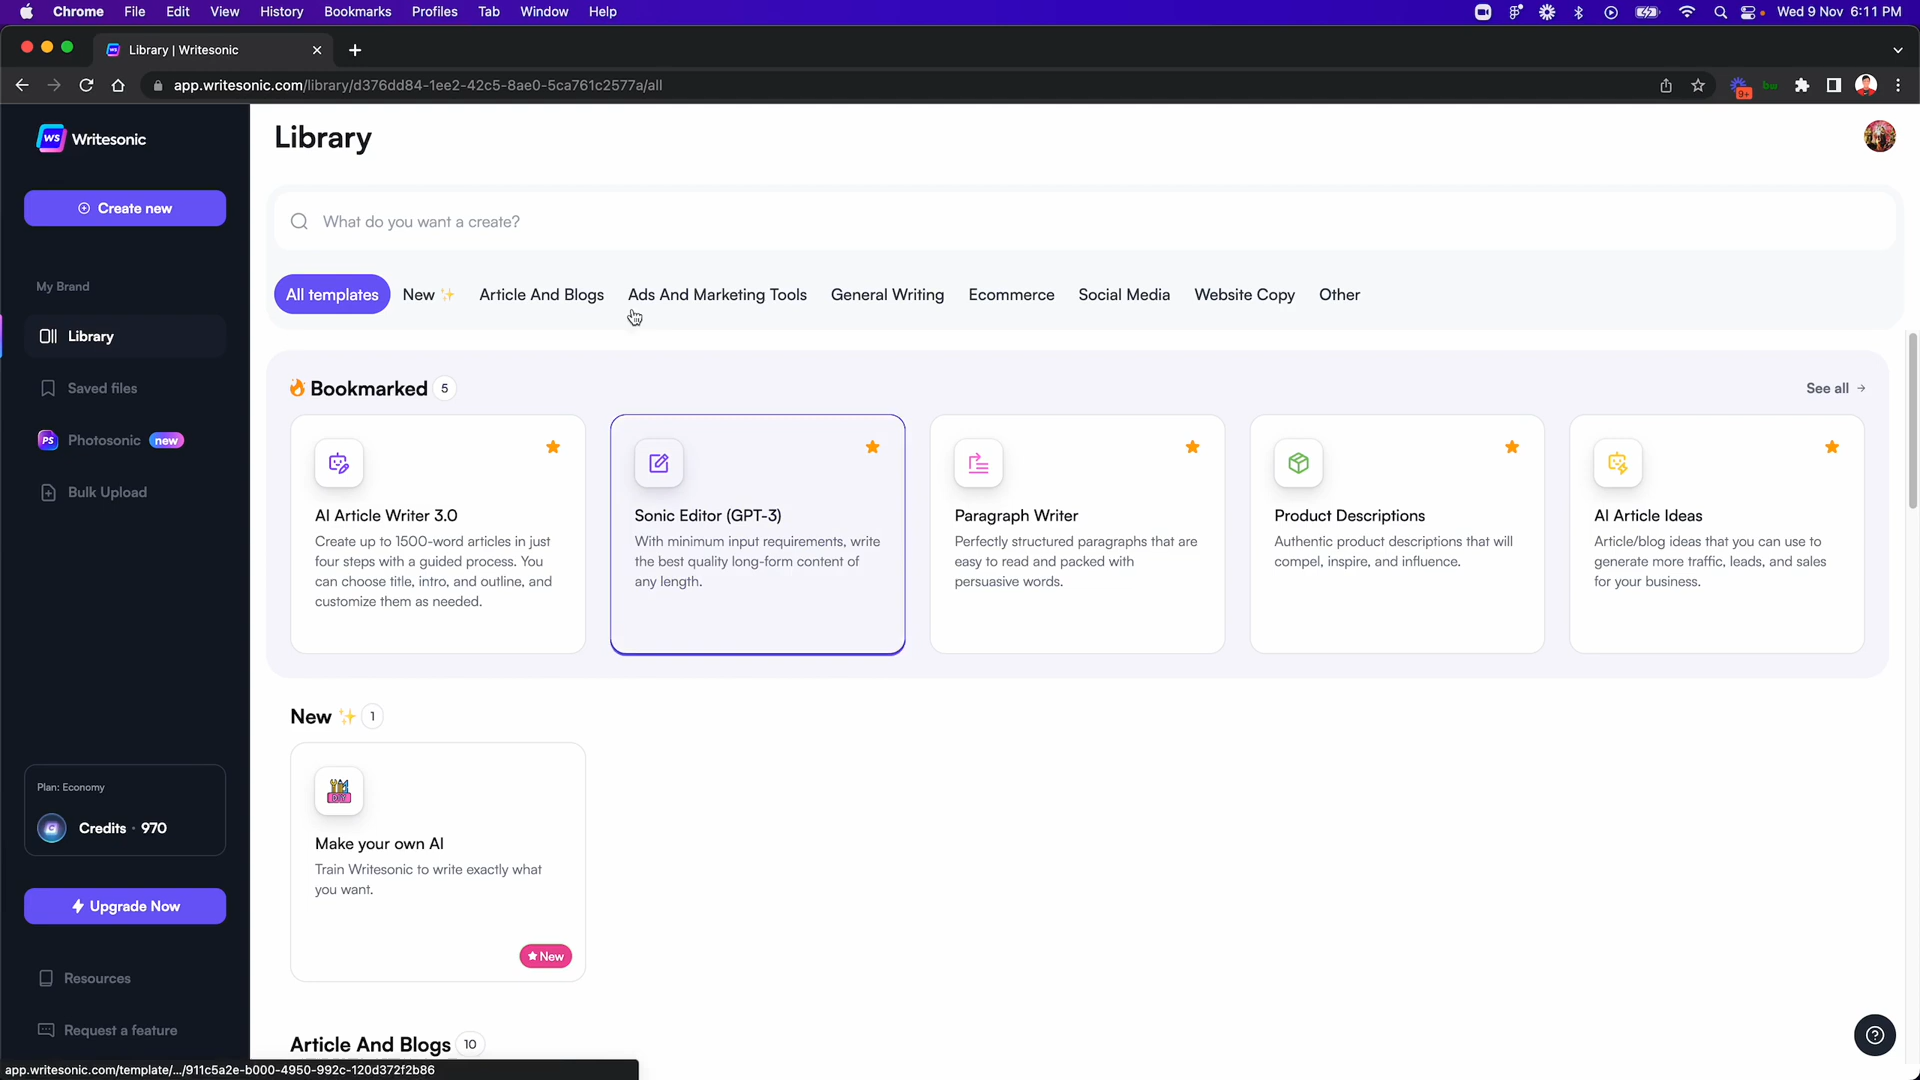 Chrome File Edit View History Bookmarks Profiles Tab Window Help
Wed 9 Nov 6:11 PM
Library | Writesonic
app.writesonic.com/library/d376dd84-1ee2-42c5-8ae0-5ca761c2577a/all
9+
bw
WS Writesonic
Create new
My Brand
Library
Saved files
PS Photosonic new
Bulk Upload
Plan: Economy
Credits · 970
Upgrade Now
Resources
Request a feature
Library
What do you want a create?
All templates New Article And Blogs Ads And Marketing Tools General Writing Ecommerce Social Media Website Copy Other
Bookmarked 5
See all
AI Article Writer 3.0
Create up to 1500-word articles in just
four steps with a guided process. You
can choose title, intro, and outline, and
customize them as needed.
Sonic Editor (GPT-3)
With minimum input requirements, write
the best quality long-form content of
any length.
Paragraph Writer
Perfectly structured paragraphs that are
easy to read and packed with
persuasive words.
Product Descriptions
Authentic product descriptions that will
compel, inspire, and influence.
AI Article Ideas
Article/blog ideas that you can use to
generate more traffic, leads, and sales
for your business.
New 1
DIY
Make your own AI
Train Writesonic to write exactly what
you want.
New
Article And Blogs 10
app.writesonic.com/template/.../911c5a2e-b000-4950-992c-120d372f2b86